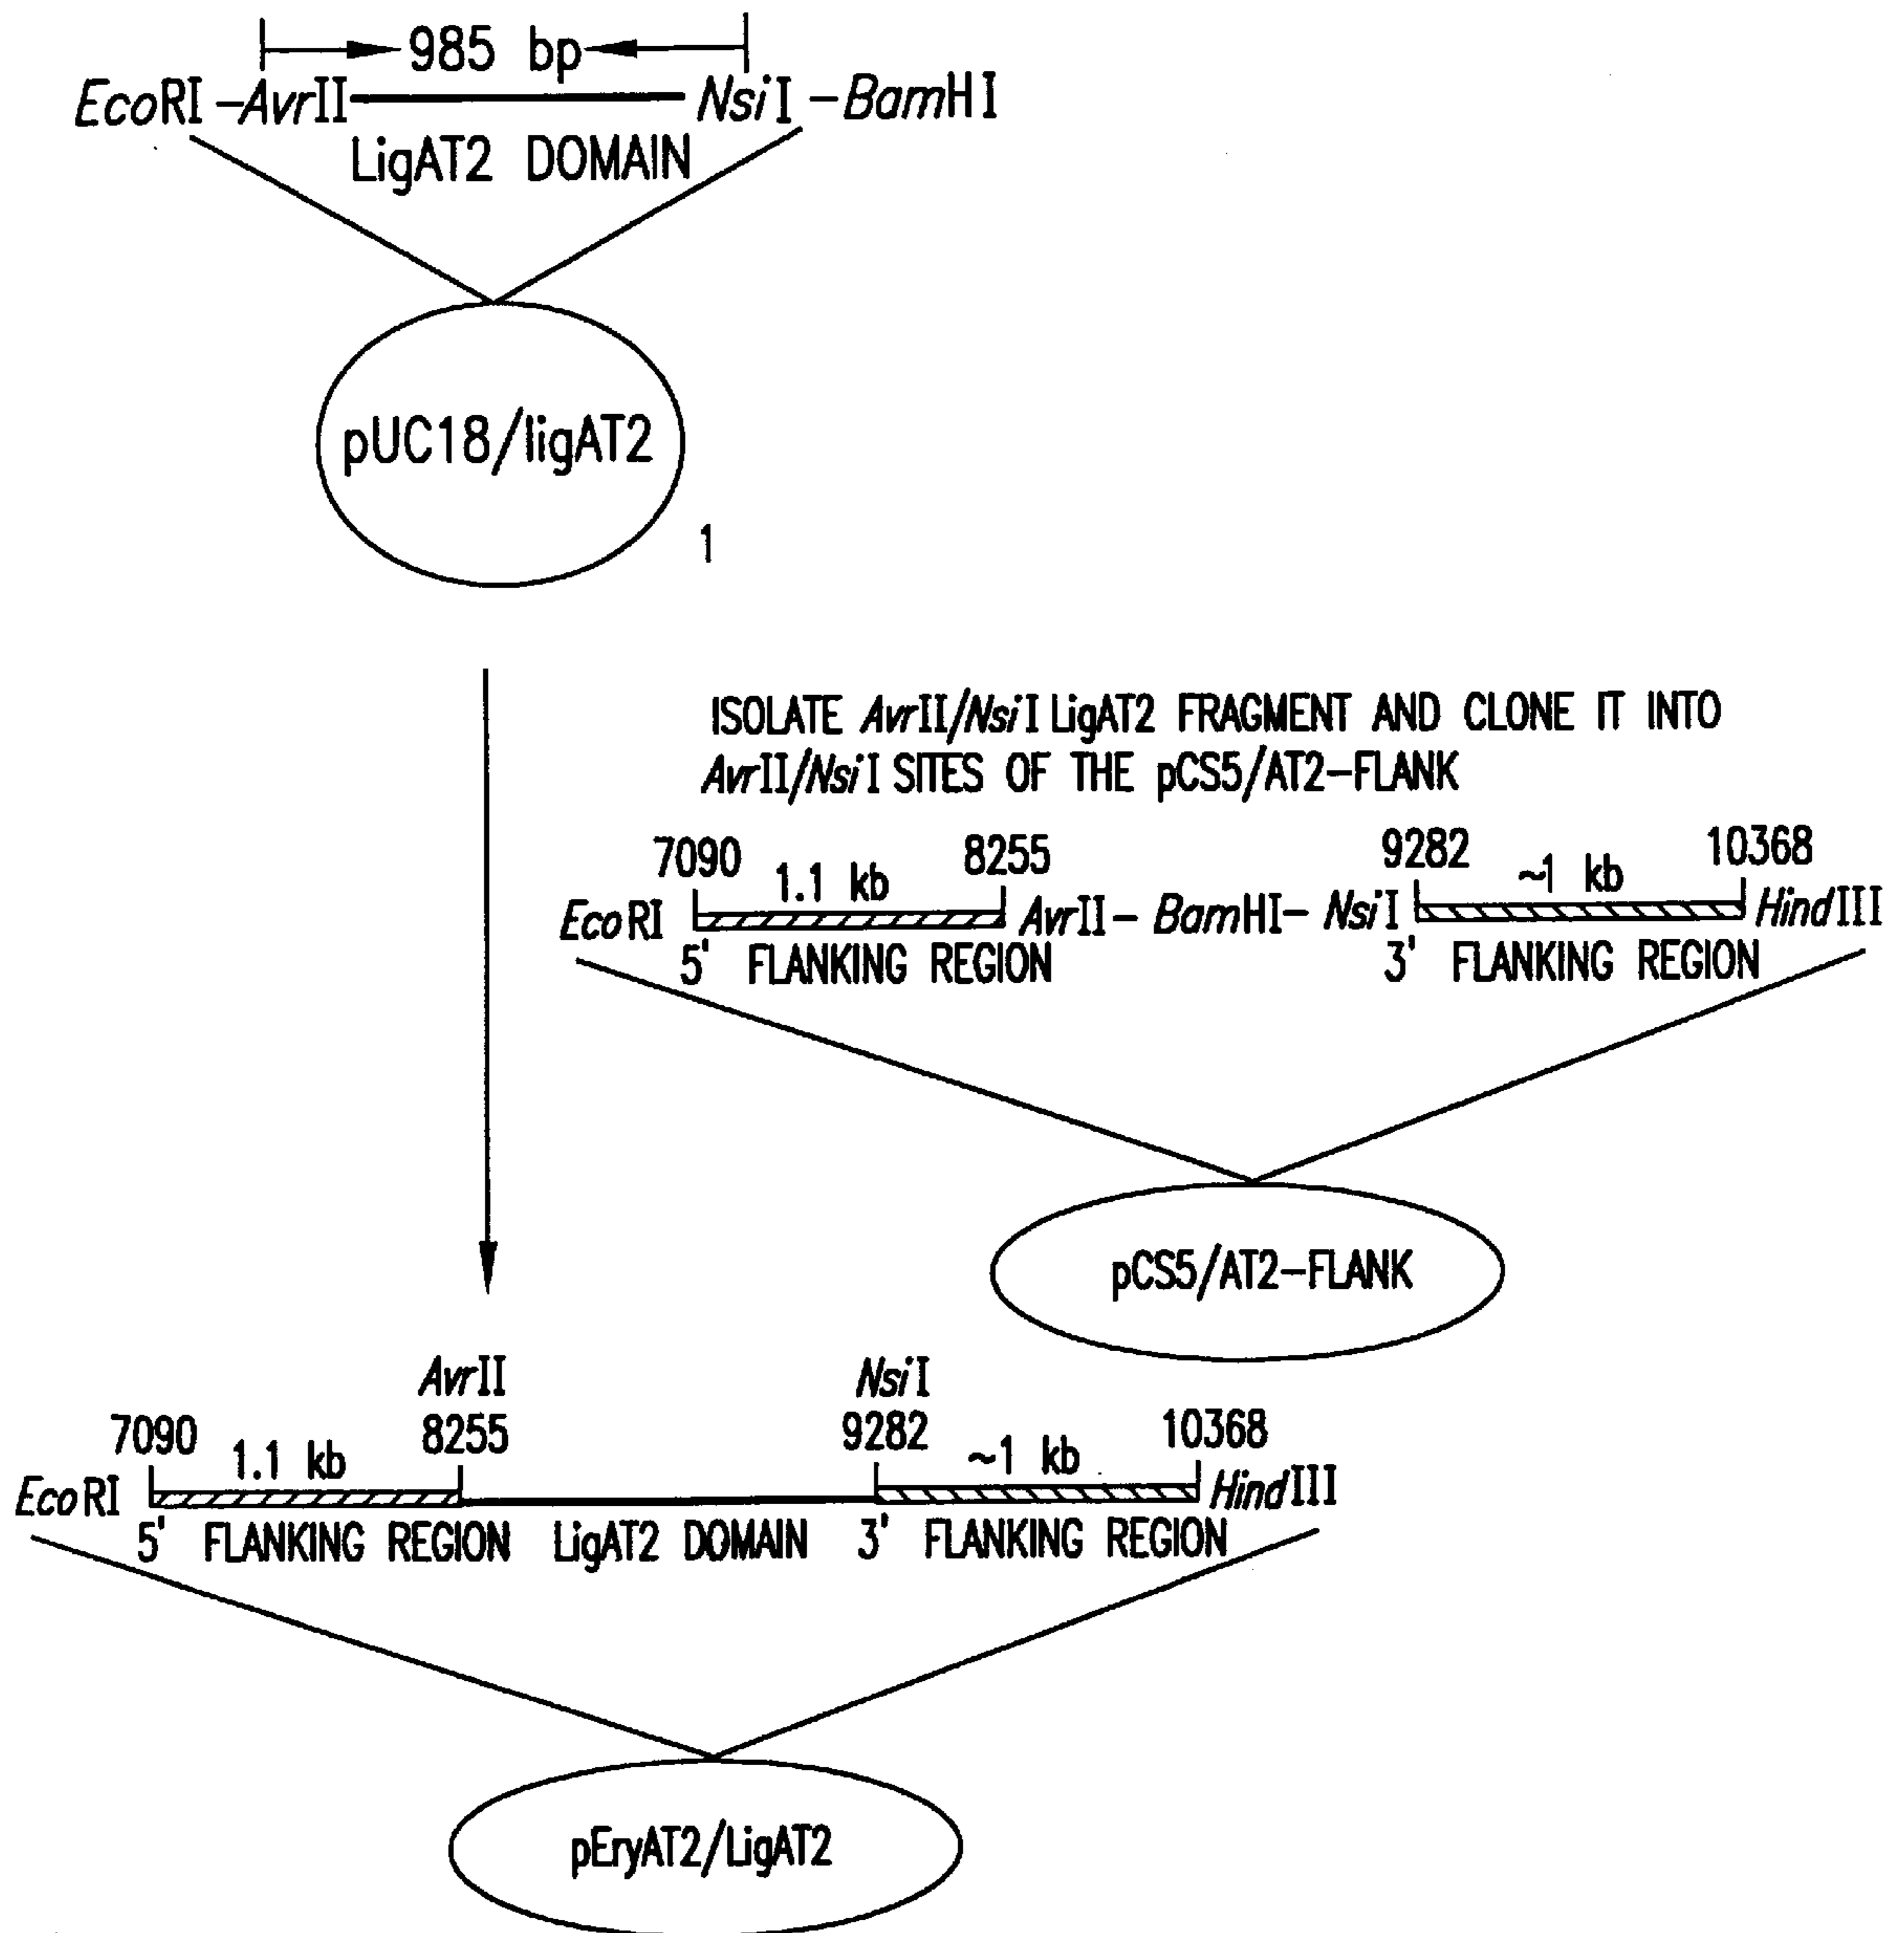 985 bp
EcoRI-AvrII NsiI-BamHI
LigAT2 DOMAIN
pUC18/ligAT2
1
ISOLATE AvrII/NsiI LigAT2 FRAGMENT AND CLONE IT INTO
AvrII/NsiI SITES OF THE pCS5/AT2-FLANK
7090 1.1 kb 8255 9282 ~1 kb 10368
EcoRI AvrII- BamHI- NsiI HindIII
5' FLANKING REGION 3' FLANKING REGION
pCS5/AT2-FLANK
AvrII NsiI
7090 1.1 kb 8255 9282 ~1 kb 10368
EcoRI HindIII
5' FLANKING REGION LigAT2 DOMAIN 3' FLANKING REGION
pEryAT2/LigAT2